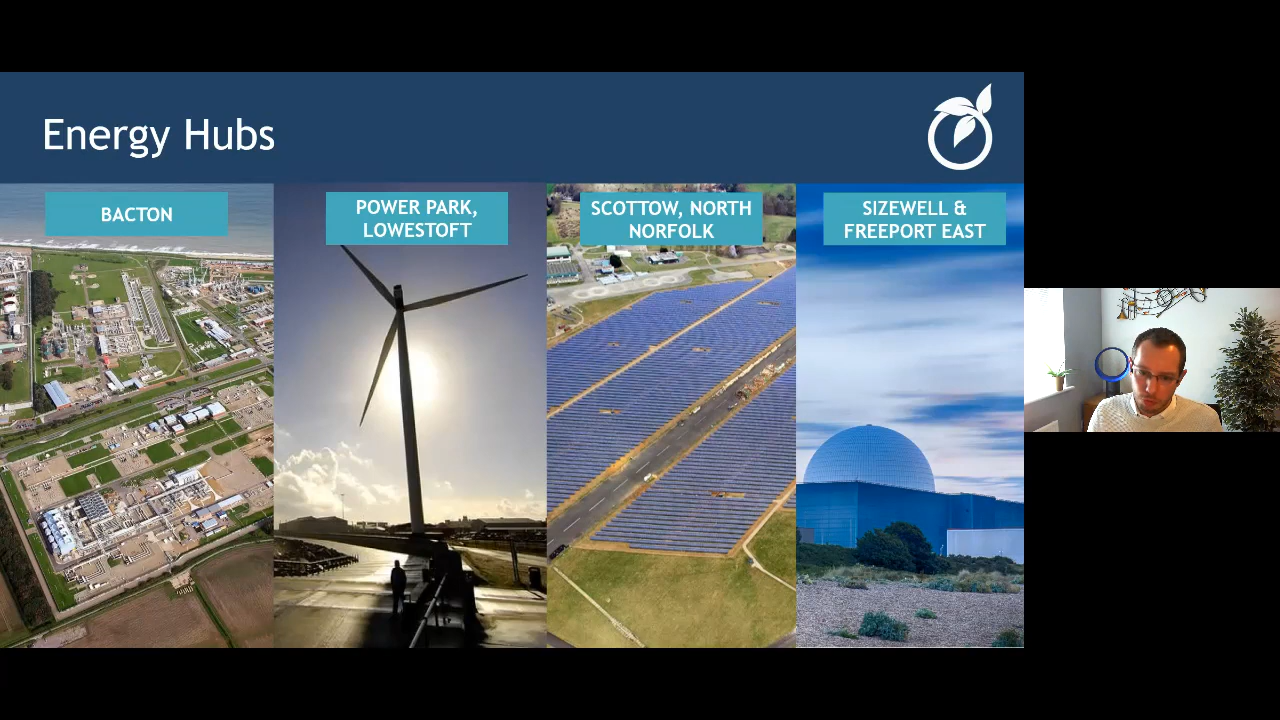 Energy Hubs
BACTON
POWER PARK,
LOWESTOFT
SCOTTOW, NORTH
NORFOLK
SIZEWELL &
FREEPORT EAST